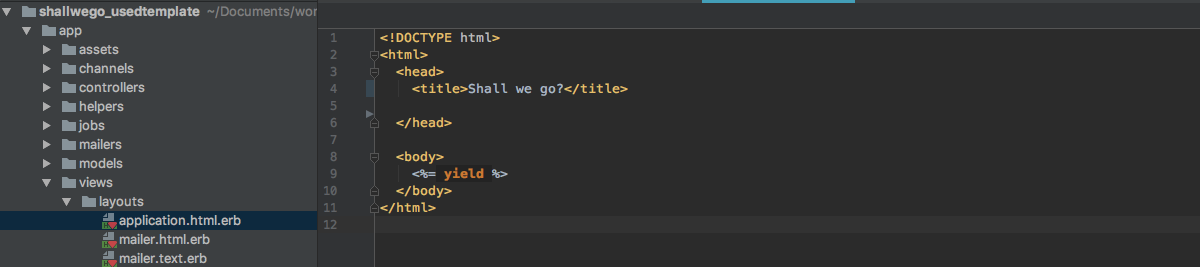 shallwego_usedtemplate ~/Documents/wor
app
assets
channels
controllers
helpers
jobs
mailers
models
views
layouts
application.html.erb
mailer.html.erb
mailer.text.erb
1 <!DOCTYPE html>
2 <html>
3 <head>
4 <title>Shall we go?</title>
5
6 </head>
7
8 <body>
9 <%= yield %>
10 </body>
11 </html>
12